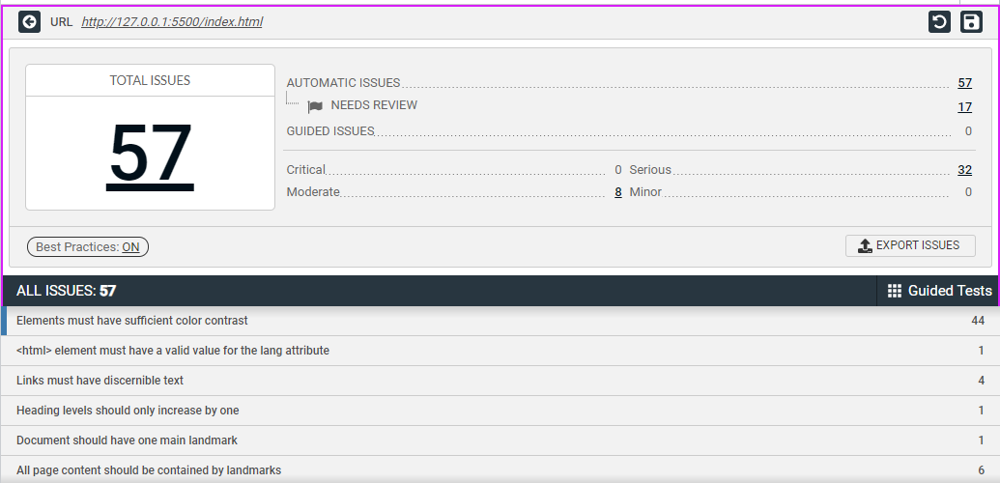 URL http://127.0.0.1:5500/index.html
TOTAL ISSUES
57
AUTOMATIC ISSUES 57
NEEDS REVIEW 17
GUIDED ISSUES 0
Critical 0 Serious 32
Moderate 8 Minor 0
Best Practices: ON
EXPORT ISSUES
ALL ISSUES: 57 Guided Tests
Elements must have sufficient color contrast 44
<html> element must have a valid value for the lang attribute 1
Links must have discernible text 4
Heading levels should only increase by one 1
Document should have one main landmark 1
All page content should be contained by landmarks 6